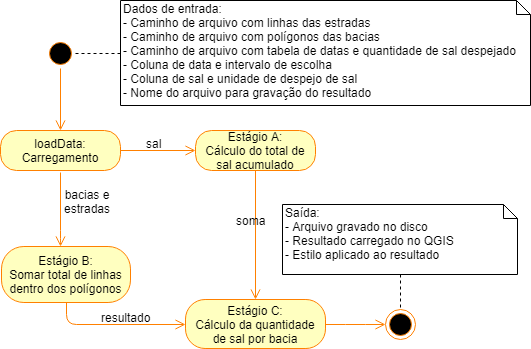 Dados de entrada:
- Caminho de arquivo com linhas das estradas
- Caminho de arquivo com polígonos das bacias
- Caminho de arquivo com tabela de datas e quantidade de sal despejado
- Coluna de data e intervalo de escolha
- Coluna de sal e unidade de despejo de sal
- Nome do arquivo para gravação do resultado
loadData:
Carregamento
sal
Estágio A:
Cálculo do total de
sal acumulado
bacias e
estradas
soma
Saída:
- Arquivo gravado no disco
- Resultado carregado no QGIS
- Estilo aplicado ao resultado
Estágio B:
Somar total de linhas
dentro dos polígonos
resultado
Estágio C:
Cálculo da quantidade
de sal por bacia